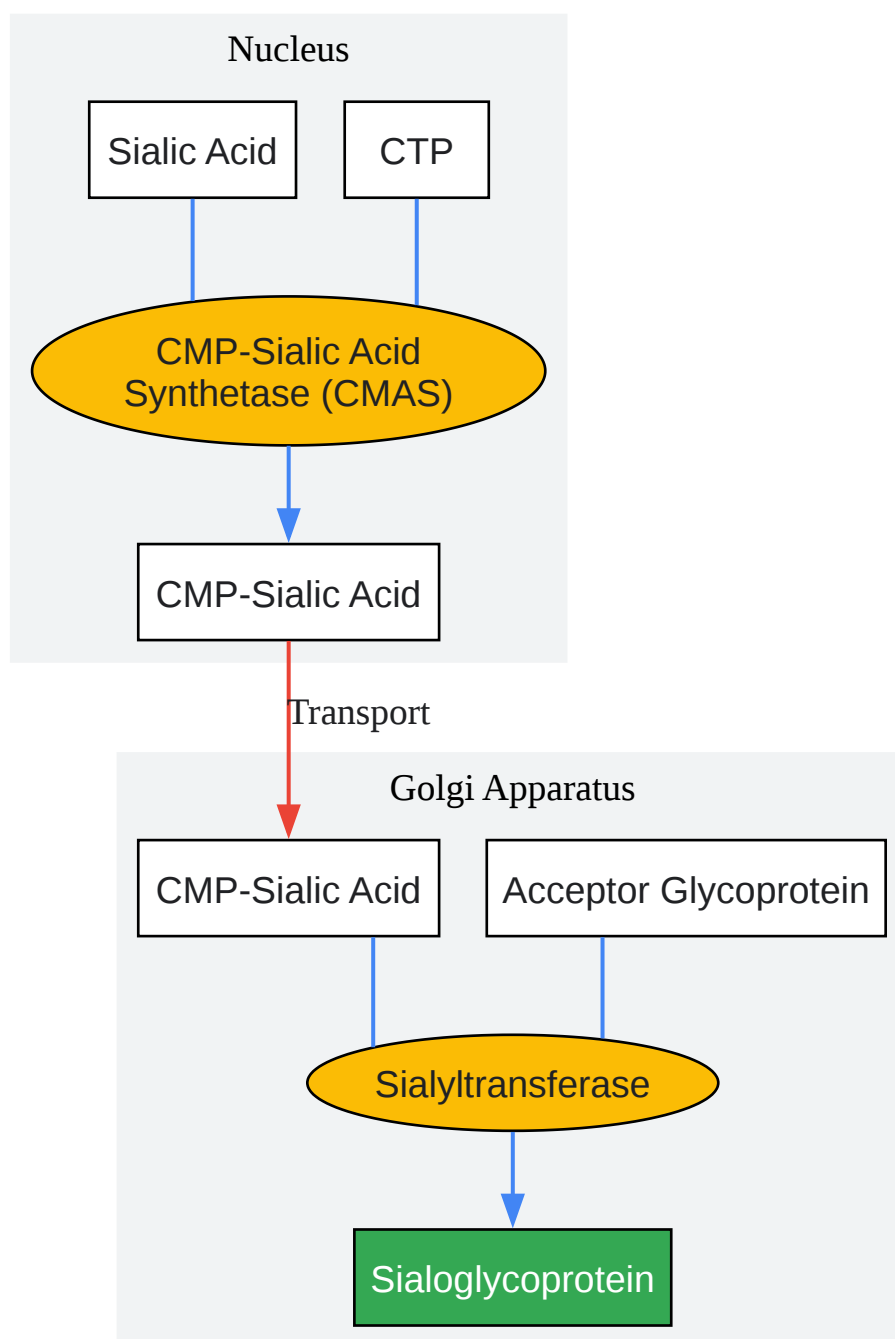 Nucleus
Sialic Acid
CTP
CMP-Sialic Acid
Synthetase (CMAS)
CMP-Sialic Acid
Transport
Golgi Apparatus
CMP-Sialic Acid
Acceptor Glycoprotein
Sialyltransferase
Sialoglycoprotein